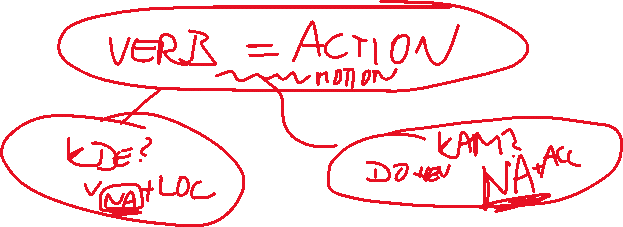 VERB = ACTION
MOTION
KDE?
V NA + LOC
KAM?
DO + GEN NA + ACC